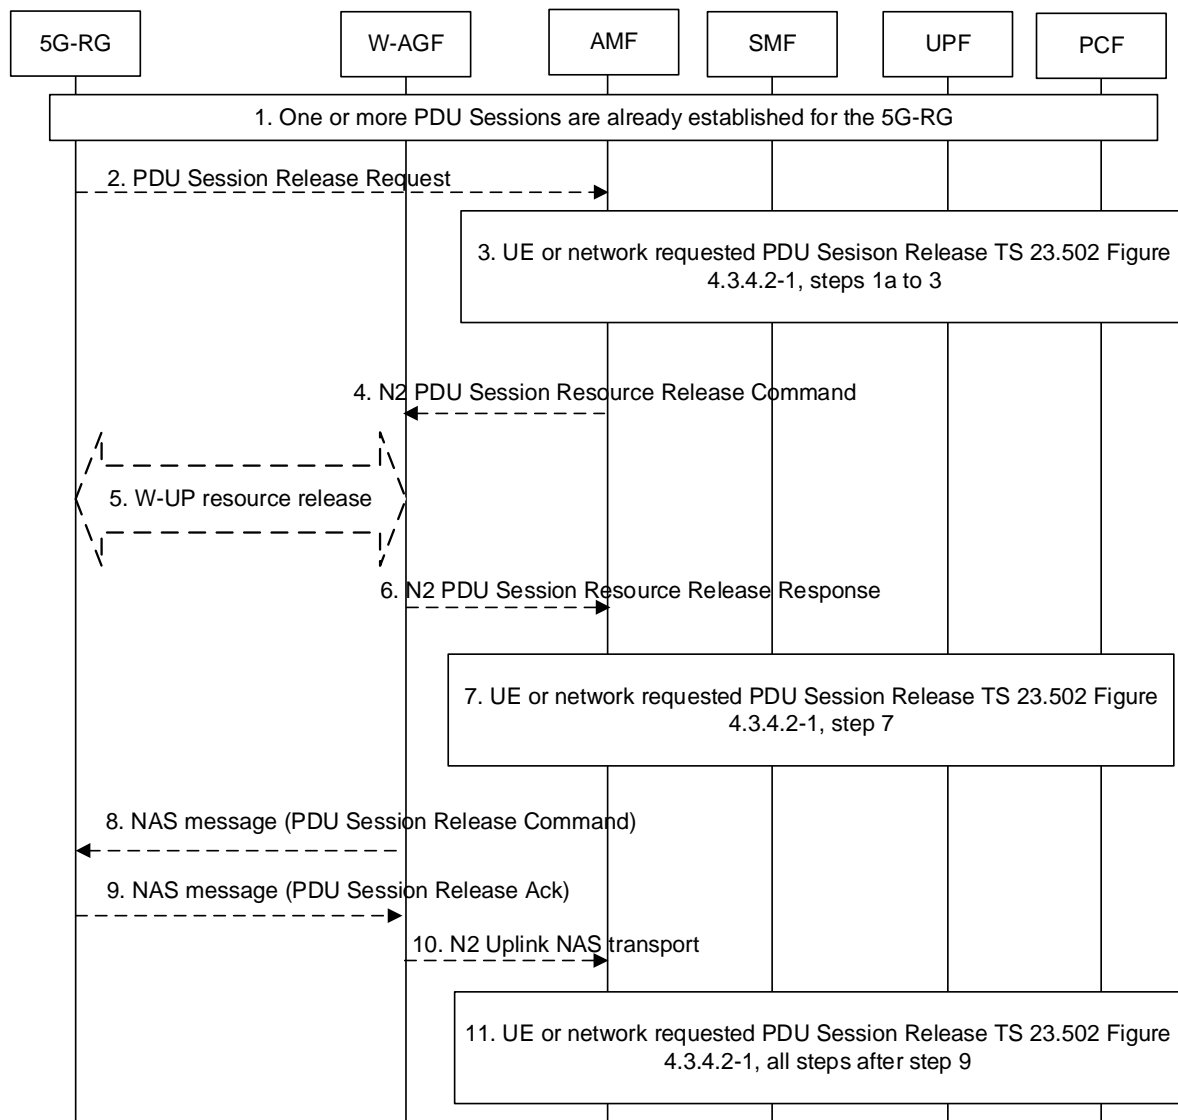 5G-RG
W-AGF
AMF
SMF
UPF
PCF
1. One or more PDU Sessions are already established for the 5G-RG
2. PDU Session Release Request
3. UE or network requested PDU Sesison Release TS 23.502 Figure
4.3.4.2-1, steps 1a to 3
4. N2 PDU Session Resource Release Command
5. W-UP resource release
6. N2 PDU Session Resource Release Response
7. UE or network requested PDU Session Release TS 23.502 Figure
4.3.4.2-1, step 7
8. NAS message (PDU Session Release Command)
9. NAS message (PDU Session Release Ack)
10. N2 Uplink NAS transport
11. UE or network requested PDU Session Release TS 23.502 Figure
4.3.4.2-1, all steps after step 9